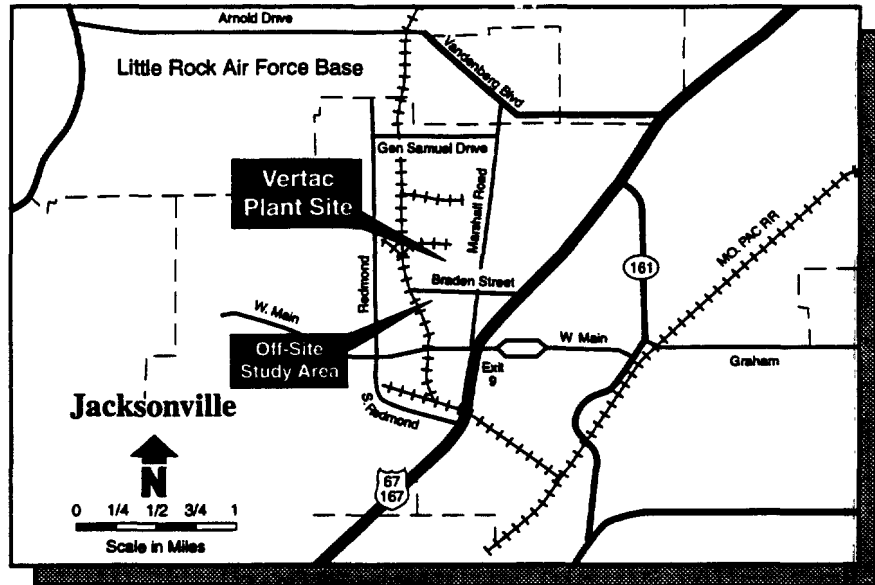 Arnold Drive
Little Rock Air Force Base
Vandenberg Blvd
Gen Samuel Drive
Vertac
Plant Site
Marshall Road
MO. PAC RR
161
Redmond
Braden Street
W. Main
W Main
Off-Site
Study Area
Exit
9
Graham
Jacksonville
S. Redmond
N
67
167
0 1/4 1/2 3/4 1
Scale in Miles